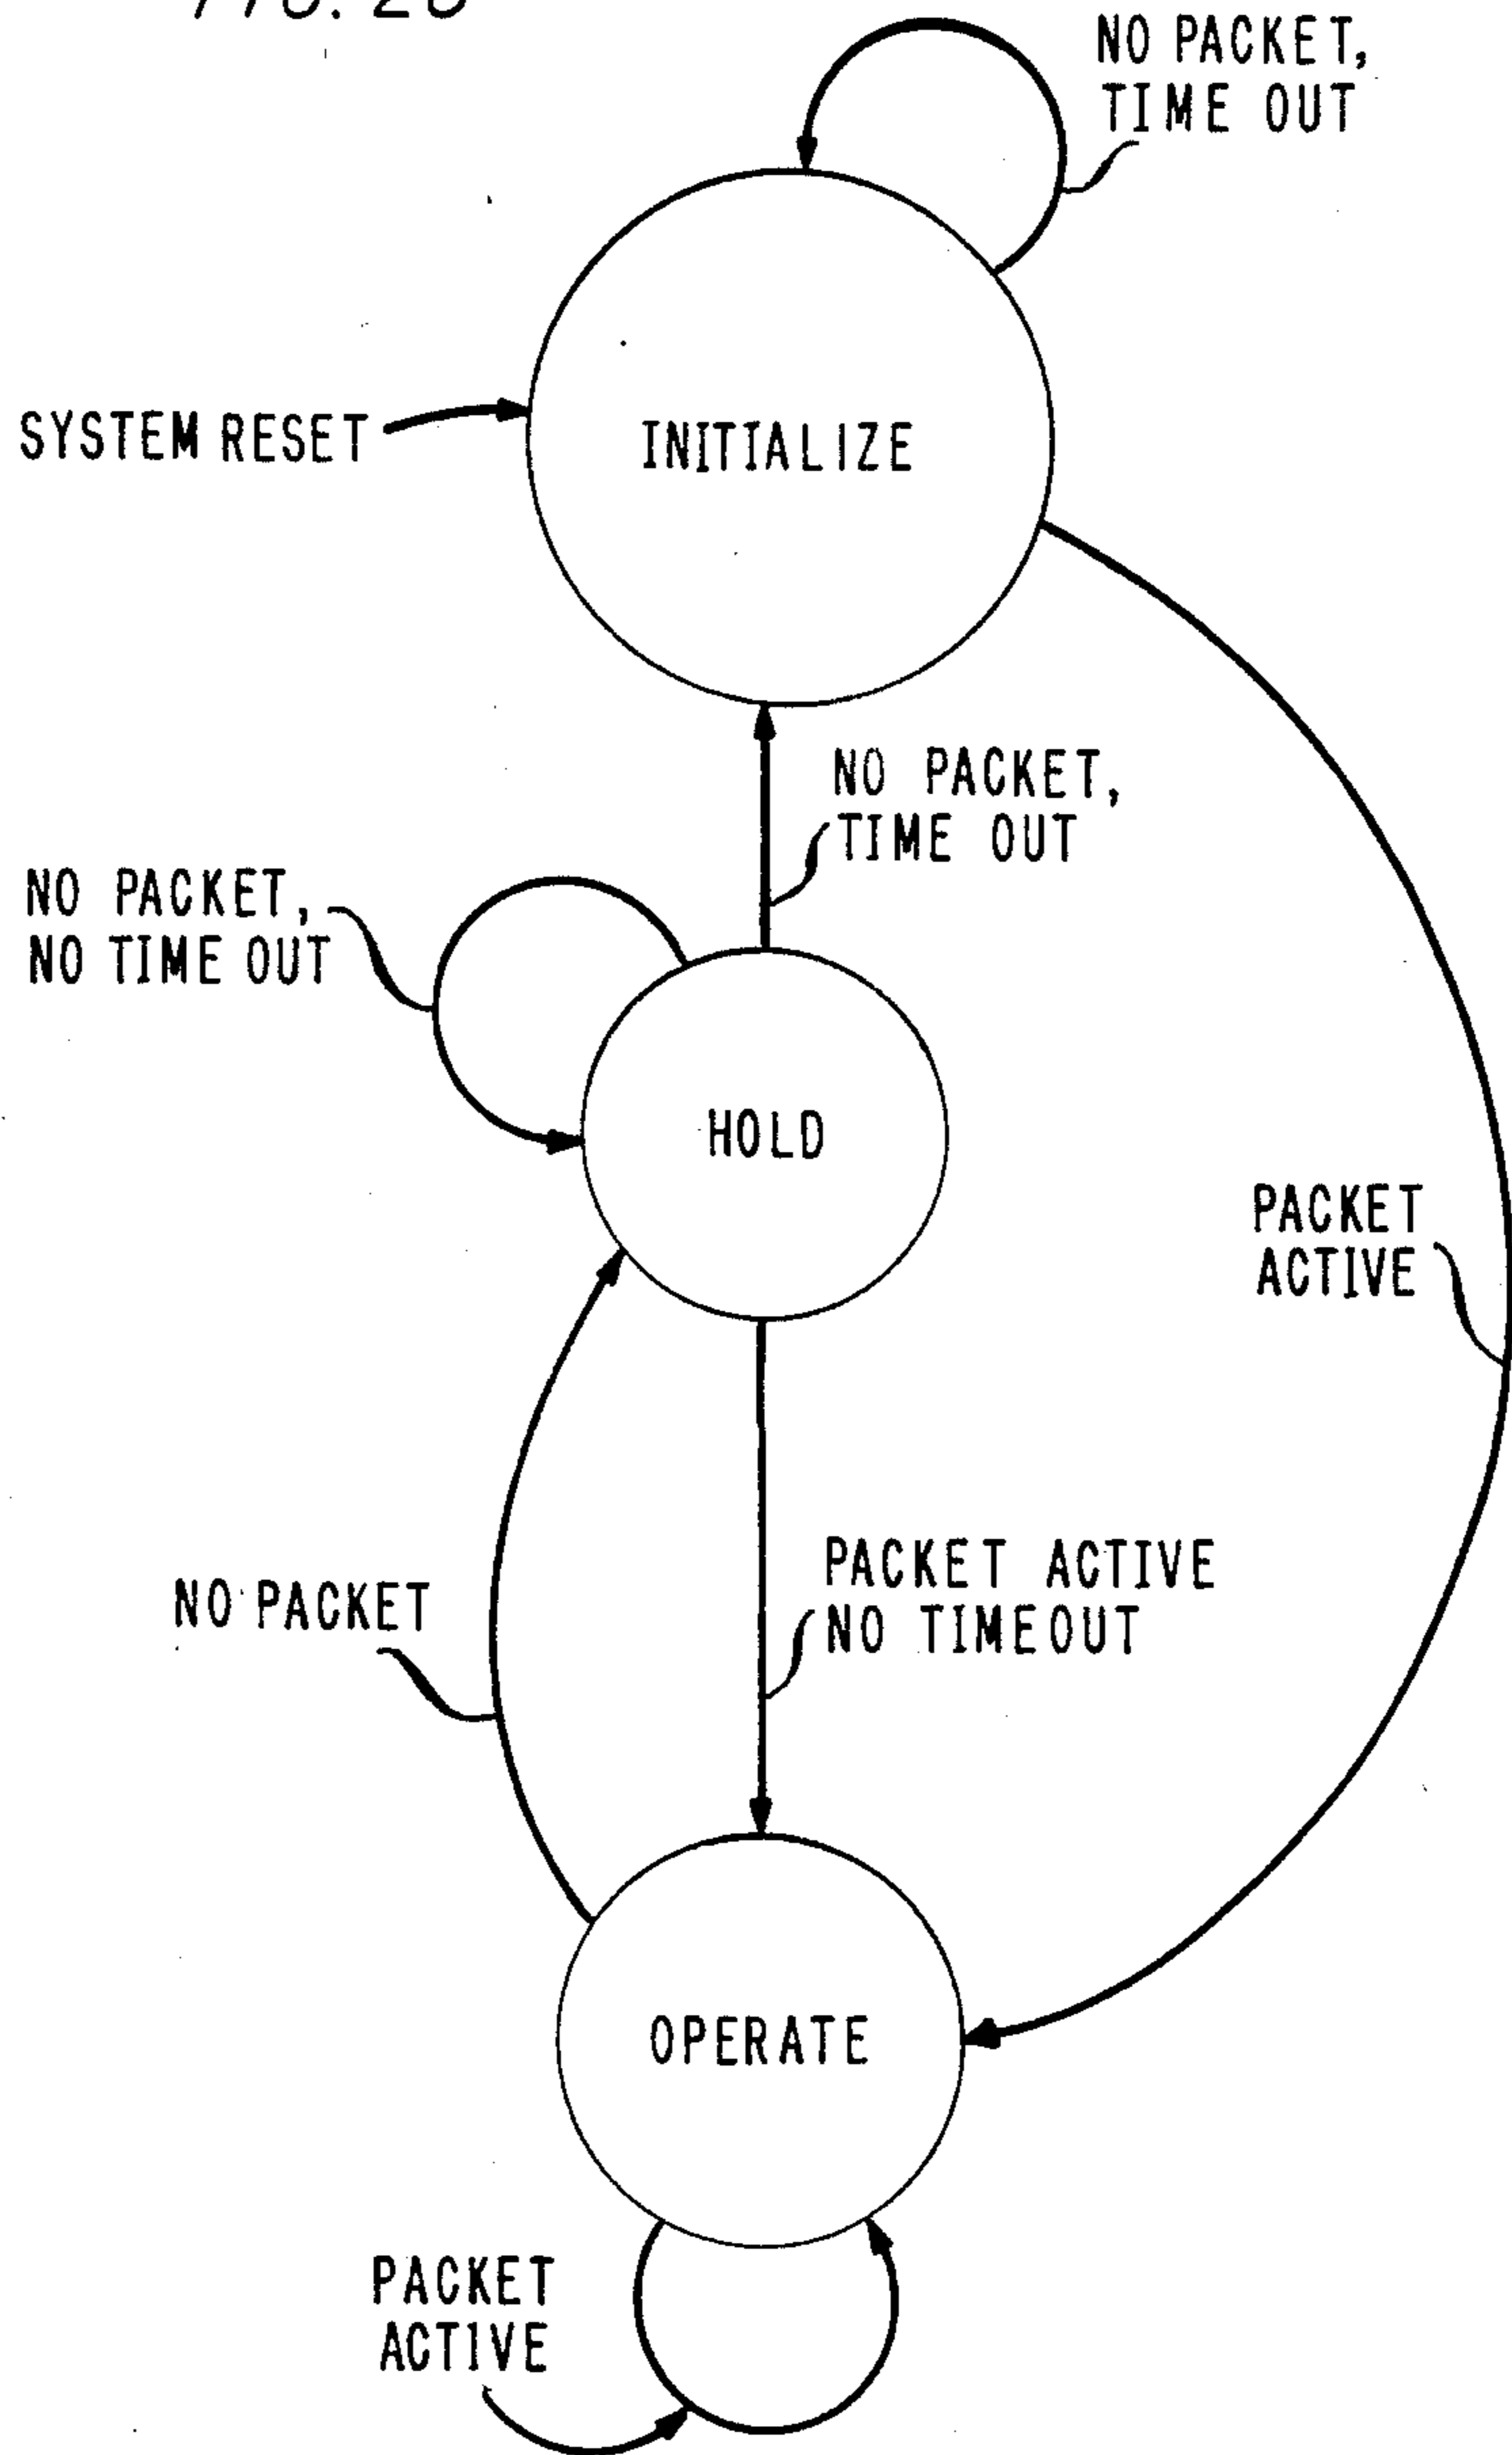 NO PACKET,
TIME OUT
SYSTEM RESET
INITIALIZE
NO PACKET,
TIME OUT
NO PACKET,
NO TIME OUT
HOLD
PACKET
ACTIVE
PACKET ACTIVE
NO TIMEOUT
NO PACKET
OPERATE
PACKET
ACTIVE